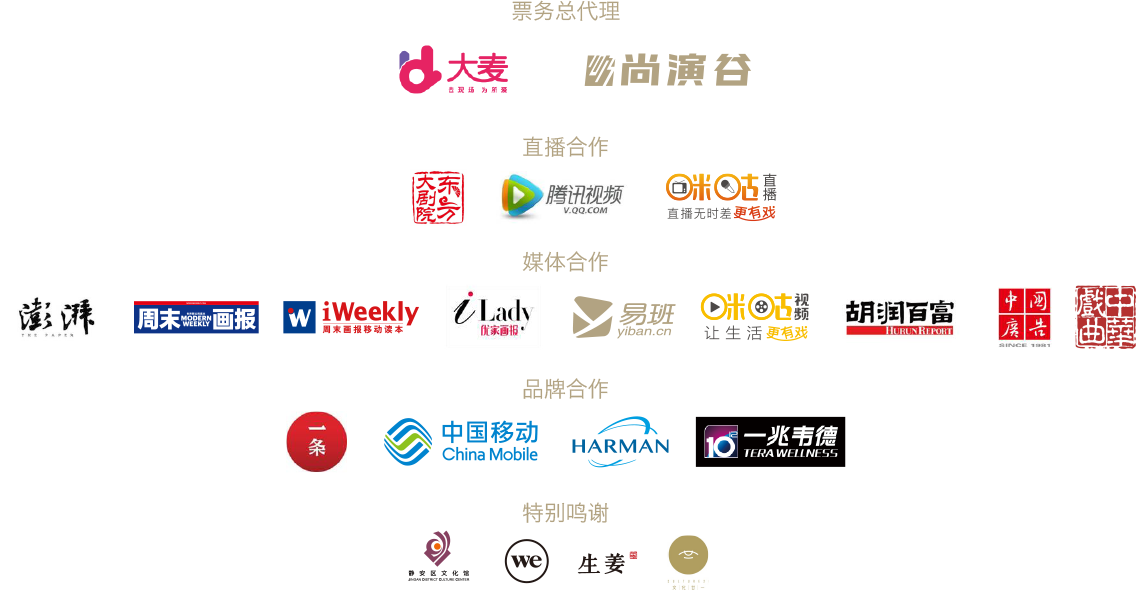 票务总代理
大麦
去现场 为所爱
尚演谷
直播合作
东方大剧院
腾讯视频
V.QQ.COM
咪咕直播
直播无时差更有戏
媒体合作
澎湃
THE PAPER
周末画报
MODERN WEEKLY
iWeekly
周末画报移动读本
iLady
优家画报
易班
yiban.cn
咪咕视频
让生活更有戏
胡润百富
HURUN REPORT
中国廣告
SINCE 1981
中華戲曲
品牌合作
一条
中国移动
China Mobile
HARMAN
10
一兆韦德
TERA WELLNESS
特别鸣谢
静安区文化馆
JINGAN DISTRICT CULTURE CENTER
we
生姜